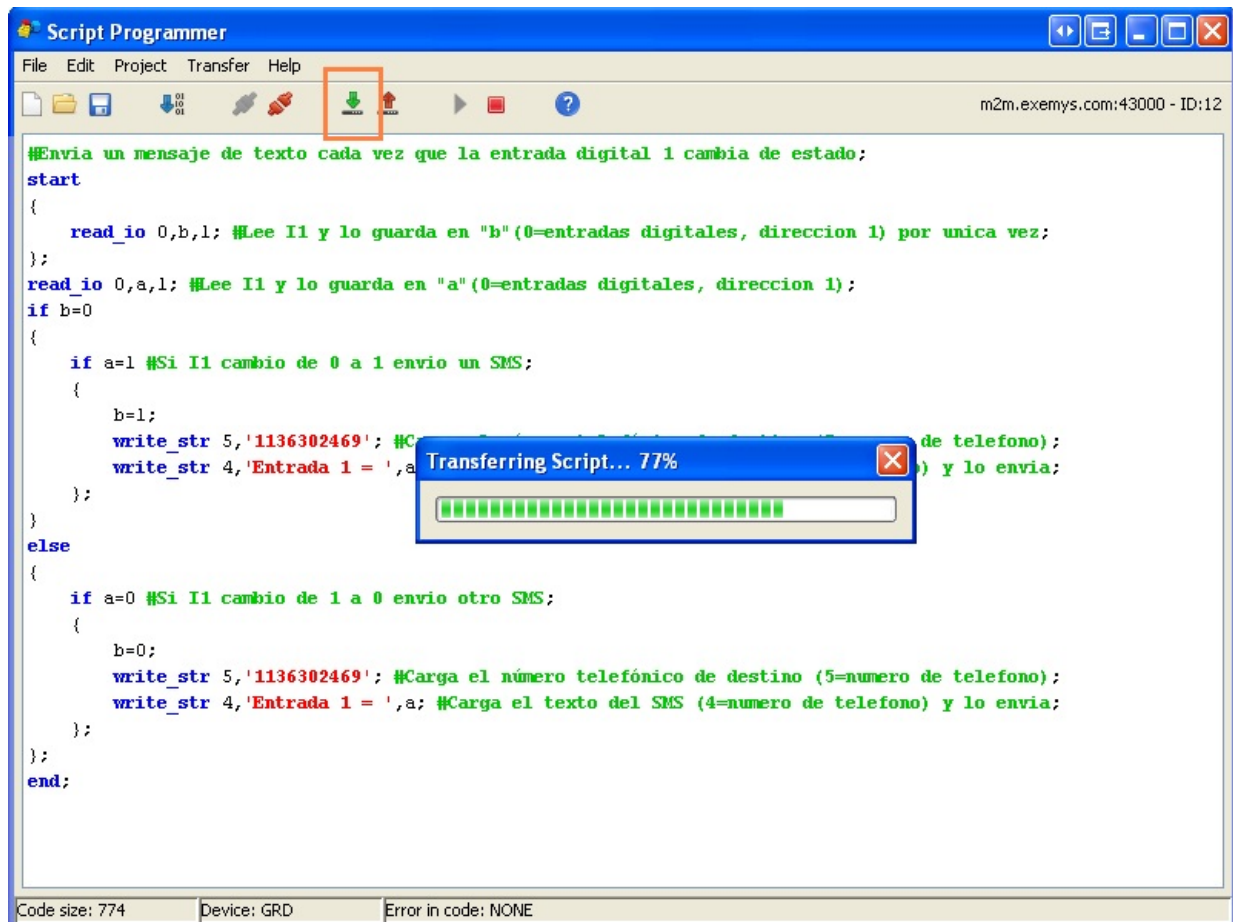 Script Programmer
File Edit Project Transfer Help
m2m.exemys.com:43000 - ID:12
#Envia un mensaje de texto cada vez que la entrada digital 1 cambia de estado;
start
{
read_io 0,b,1; #Lee I1 y lo guarda en "b"(0=entradas digitales, direccion 1) por unica vez;
};
read_io 0,a,1; #Lee I1 y lo guarda en "a"(0=entradas digitales, direccion 1);
if b=0
{
if a=1 #Si I1 cambio de 0 a 1 envio un SMS;
{
b=1;
write_str 5,'1136302469'; #C de telefono);
write_str 4,'Entrada 1 = ',a ) y lo envia;
Transferring Script... 77%
};
}
else
{
if a=0 #Si I1 cambio de 1 a 0 envio otro SMS;
{
b=0;
write_str 5,'1136302469'; #Carga el número telefónico de destino (5=numero de telefono);
write_str 4,'Entrada 1 = ',a; #Carga el texto del SMS (4=numero de telefono) y lo envia;
};
};
end;
Code size: 774 Device: GRD Error in code: NONE